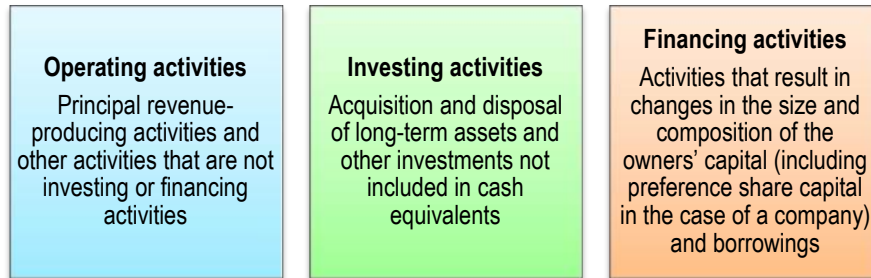 Operating activities
Principal revenue-
producing activities and
other activities that are not
investing or financing
activities
Investing activities
Acquisition and disposal
of long-term assets and
other investments not
included in cash
equivalents
Financing activities
Activities that result in
changes in the size and
composition of the
owners’ capital (including
preference share capital
in the case of a company)
and borrowings